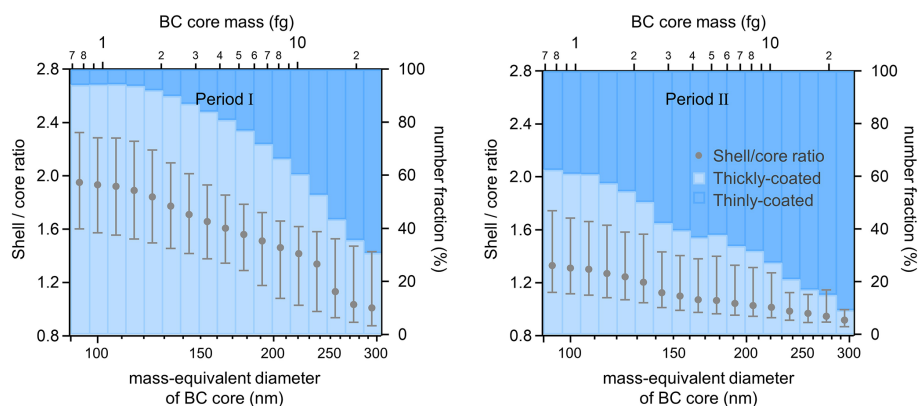 BC core mass (fg)
7 8 1 2 3 4 5 6 7 8 10 2
2.8 2.4 2.0 1.6 1.2 0.8
Shell / core ratio
Period I
100 80 60 40 20 0
number fraction (%)
100 150 200 250 300
mass-equivalent diameter
of BC core (nm)
BC core mass (fg)
7 8 1 2 3 4 5 6 7 8 10 2
2.8 2.4 2.0 1.6 1.2 0.8
Shell / core ratio
Period II
Shell/core ratio
Thickly-coated
Thinly-coated
100 80 60 40 20 0
number fraction (%)
100 150 200 250 300
mass-equivalent diameter
of BC core (nm)